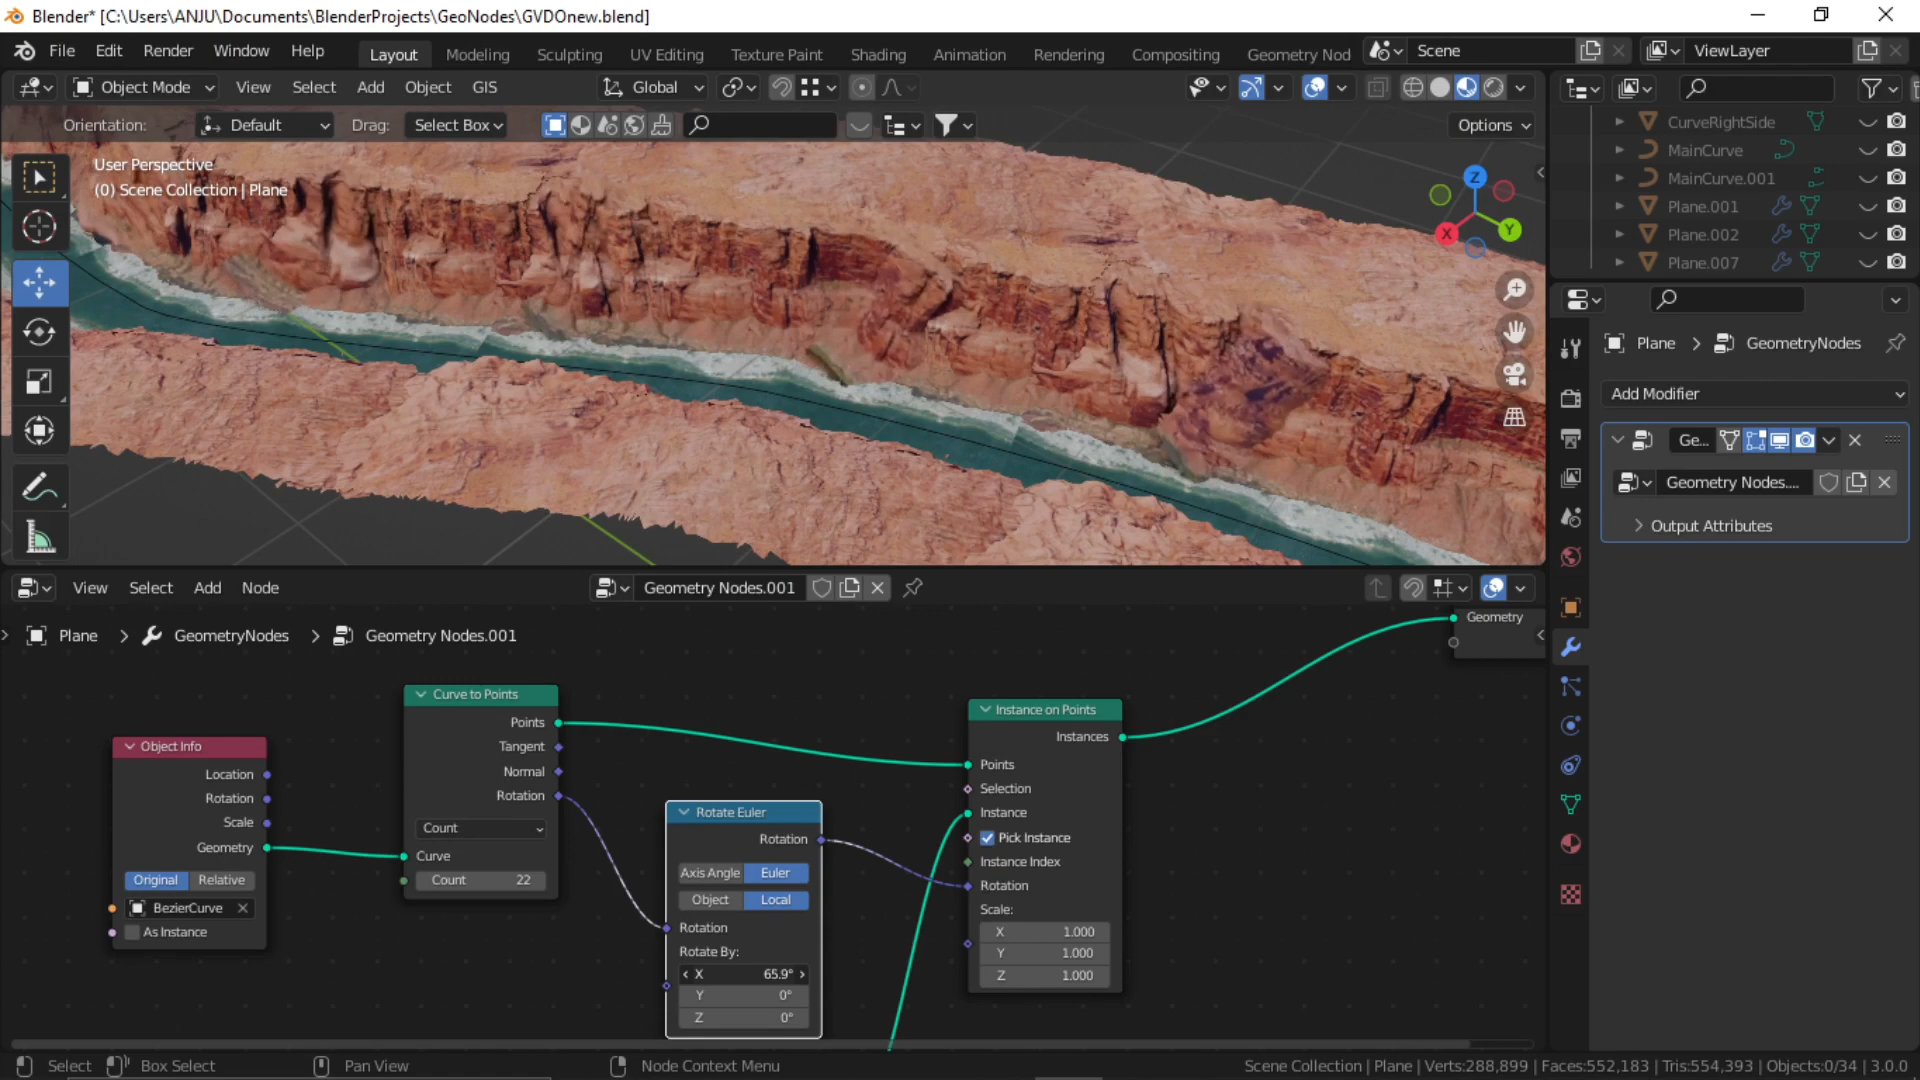 Blender* [C:\Users\ANJU\Documents\BlenderProjects\GeoNodes\GVDOnew.blend]
File Edit Render Window Help Layout Modeling Sculpting UV Editing Texture Paint Shading Animation Rendering Compositing Geometry Nod Scene ViewLayer
Object Mode View Select Add Object GIS Global
Orientation: Default Drag: Select Box Options
User Perspective
(0) Scene Collection | Plane
Z
Y
X
CurveRightSide
MainCurve
MainCurve.001
Plane.001
Plane.002
Plane.007
Plane > GeometryNodes
Add Modifier
Ge...
Geometry Nodes....
Output Attributes
View Select Add Node Geometry Nodes.001
Plane > GeometryNodes > Geometry Nodes.001
Geometry
Object Info
Location
Rotation
Scale
Geometry
Original Relative
BezierCurve
As Instance
Curve to Points
Points
Tangent
Normal
Rotation
Count
Curve
Count 22
Rotate Euler
Rotation
Axis Angle Euler
Object Local
Rotation
Rotate By:
X 65.9°
Y 0°
Z 0°
Instance on Points
Instances
Points
Selection
Instance
Pick Instance
Instance Index
Rotation
Scale:
X 1.000
Y 1.000
Z 1.000
Select Box Select Pan View Node Context Menu Scene Collection | Plane | Verts:288,899 | Faces:552,183 | Tris:554,393 | Objects:0/34 | 3.0.0